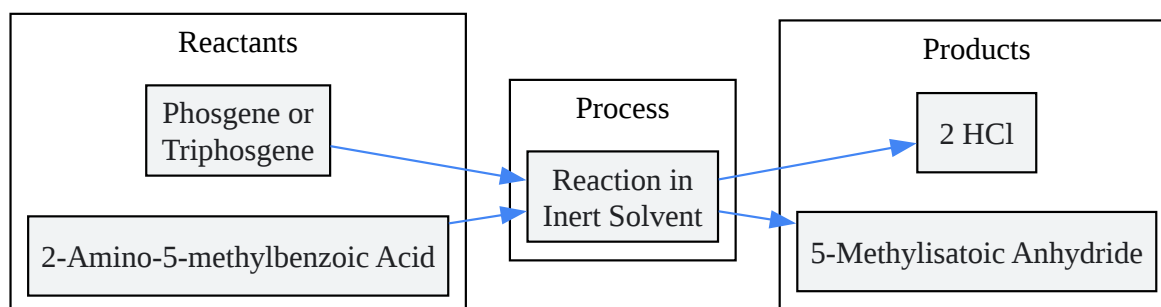 Reactants
Phosgene or
Triphosgene
2-Amino-5-methylbenzoic Acid
Process
Reaction in
Inert Solvent
Products
2 HCl
5-Methylisatoic Anhydride